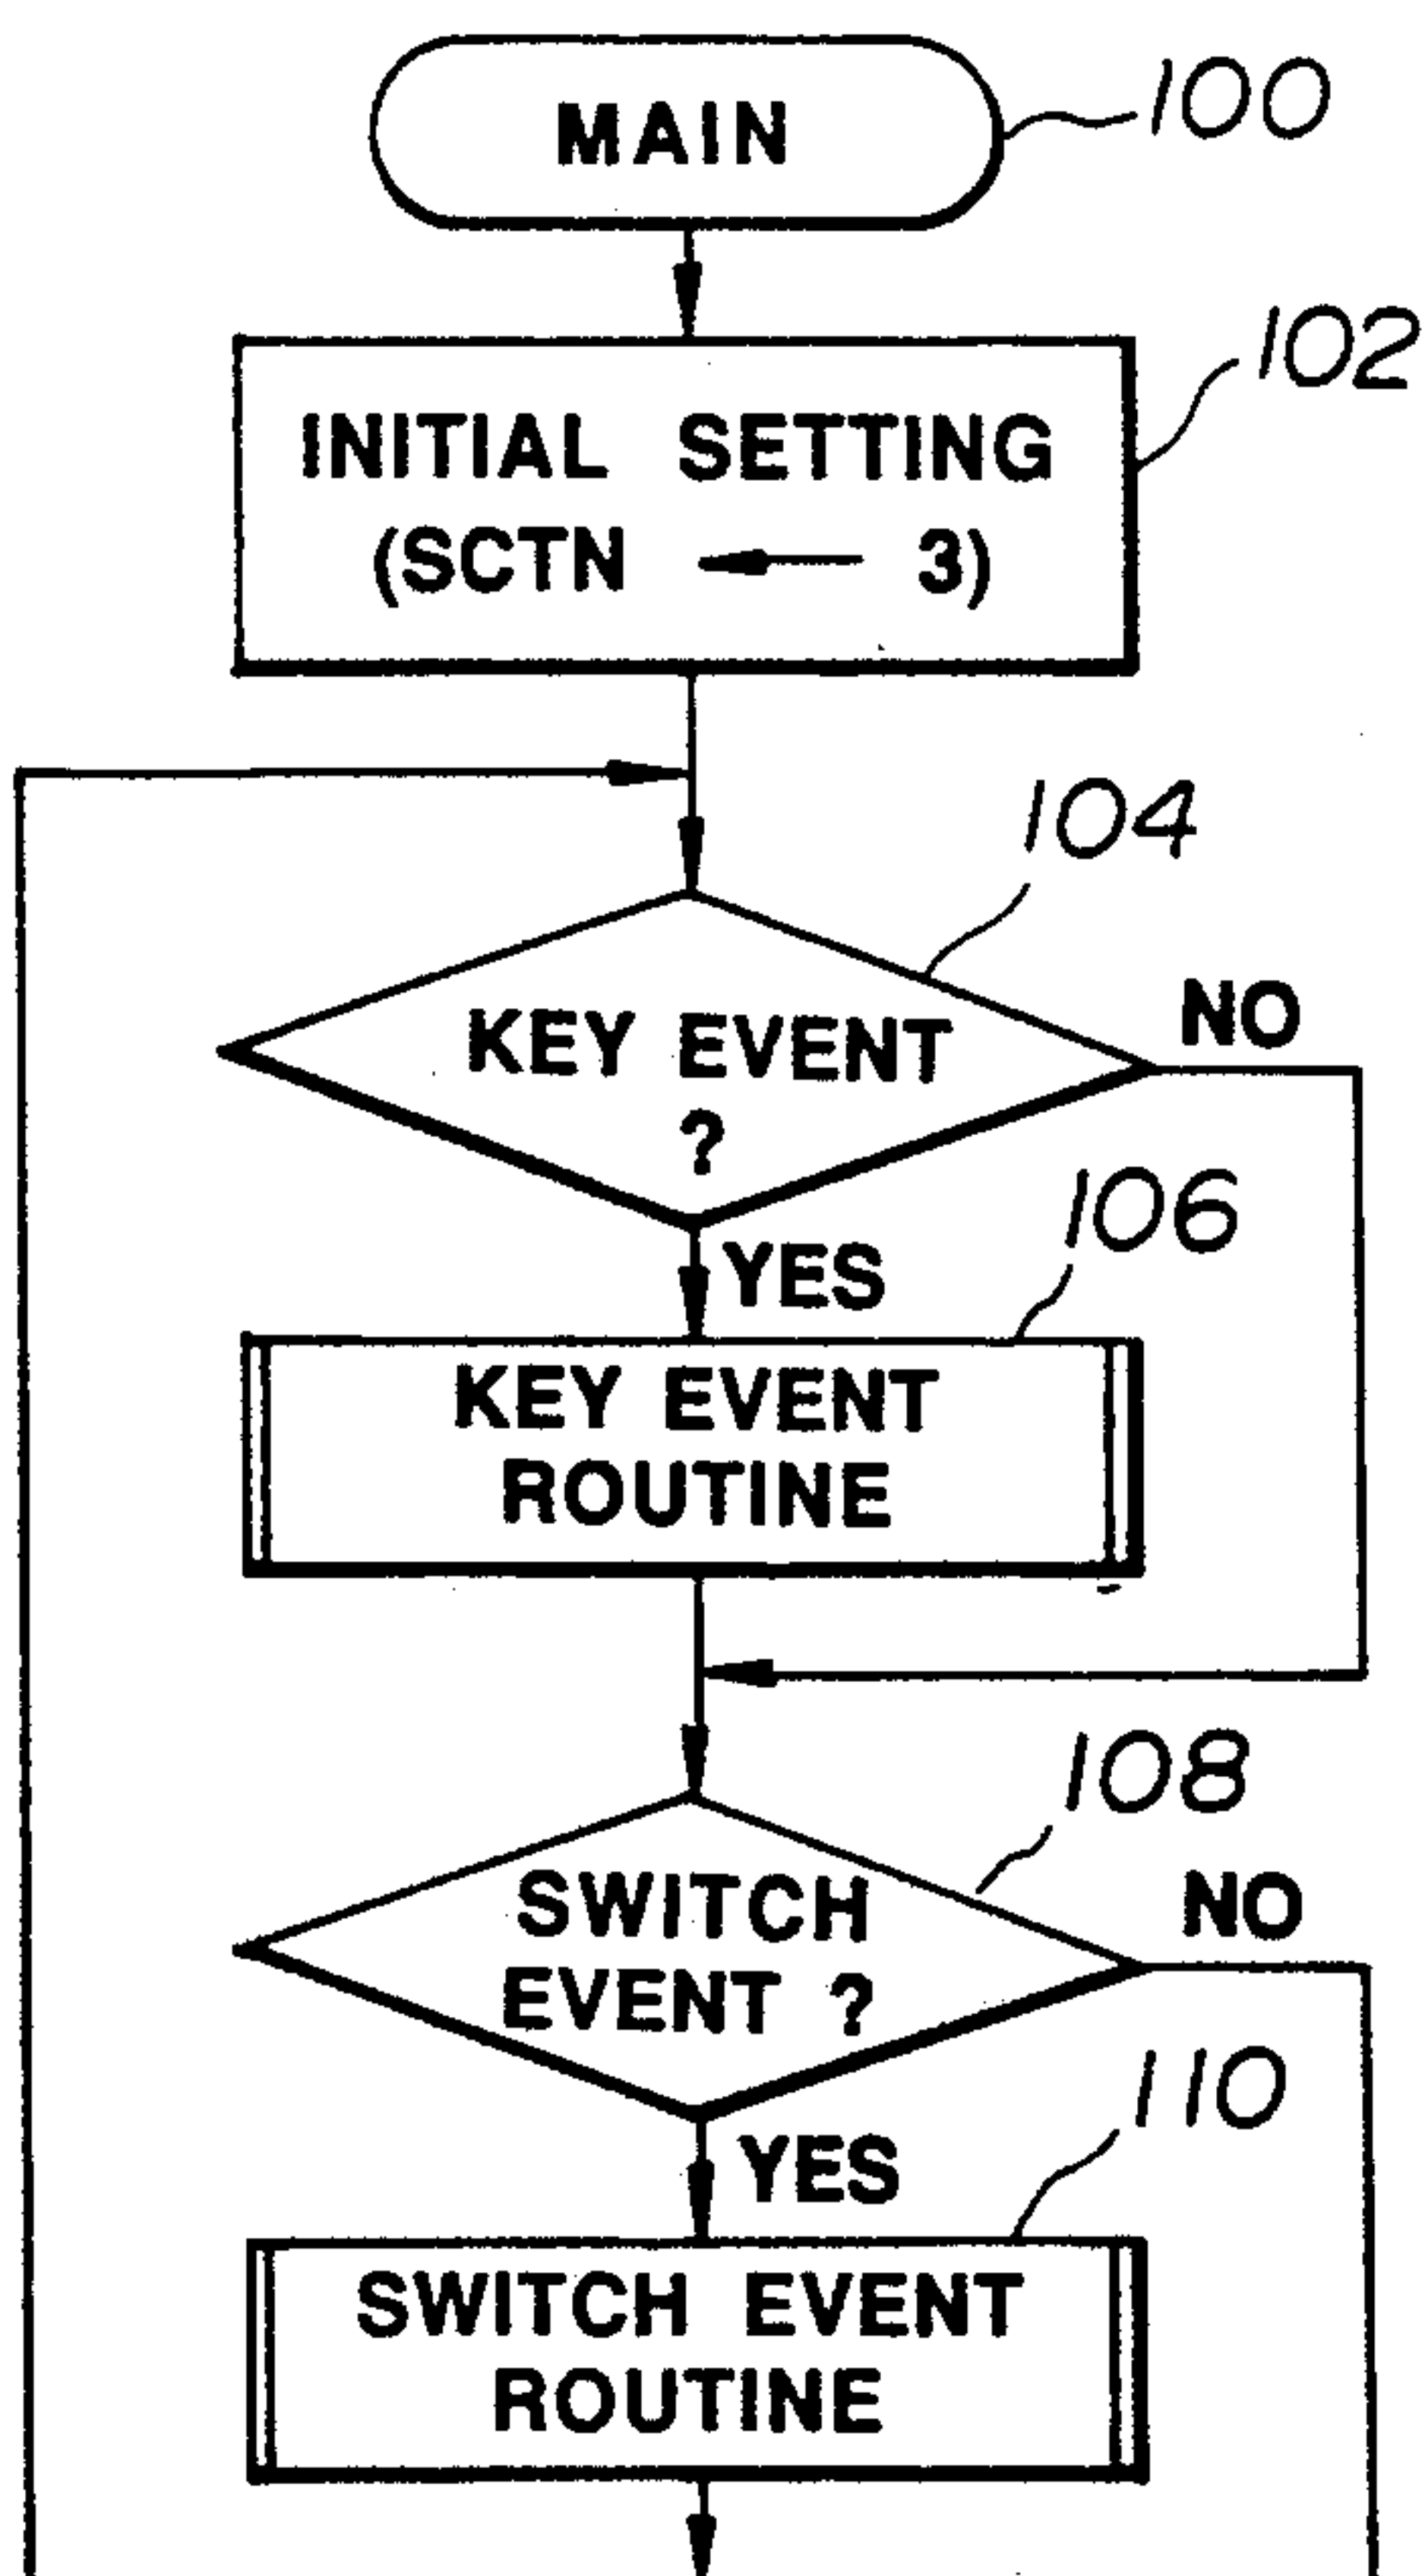 MAIN
100
INITIAL SETTING
(SCTN ← 3)
102
104
KEY EVENT
?
NO
YES
106
KEY EVENT
ROUTINE
108
SWITCH
EVENT ?
NO
YES
110
SWITCH EVENT
ROUTINE